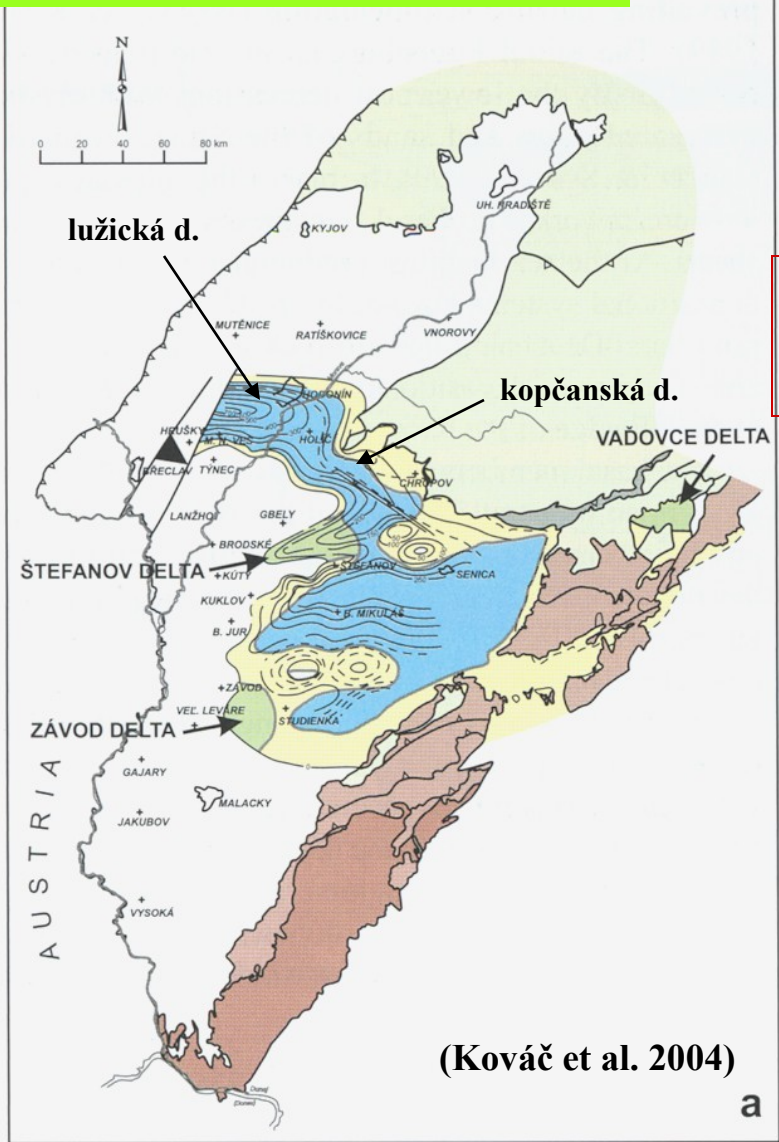 N
0 20 40 60 80 km
UH. HRADIŠTĚ
lužická d.
KYJOV
MUTĚNICE
RATÍŠKOVICE
VNOROVY
kopčanská d.
HODONÍN
VAĎOVCE DELTA
HRUŠKY
M. N. VES
HOLÍČ
BŘECLAV
TÝNEC
CHROPOV
LANŽHOT
GBELY
BRODSKÉ
ŠTEFANOV DELTA
KÚTY
ŠTEFANOV
SENICA
KUKLOV
B. MIKULÁŠ
B. JUR
ZÁVOD
VEĽ. LEVÁRE
STUDIENKA
ZÁVOD DELTA
GAJARY
MALACKY
JAKUBOV
AUSTRIA
VYSOKÁ
(Kováč et al. 2004)
Dunaj
a